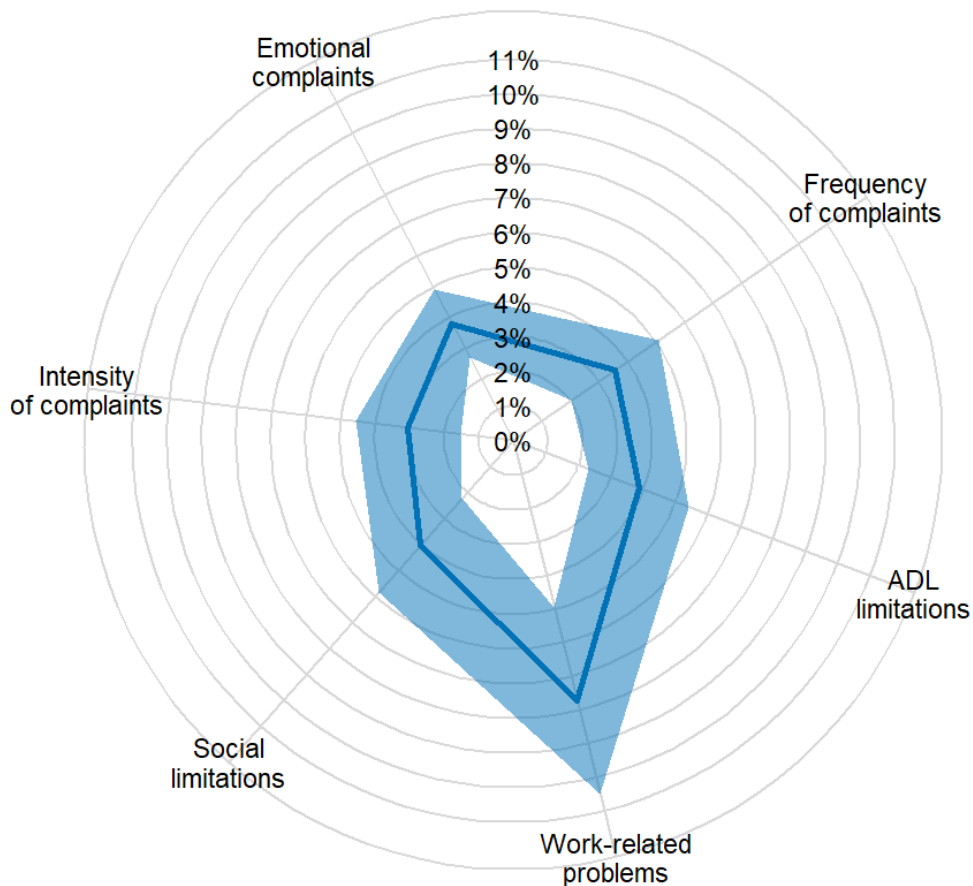 Emotional
complaints
11%
10%
9%
8%
7%
6%
5%
4%
3%
2%
1%
0%
Frequency
of complaints
Intensity
of complaints
ADL
limitations
Social
limitations
Work-related
problems